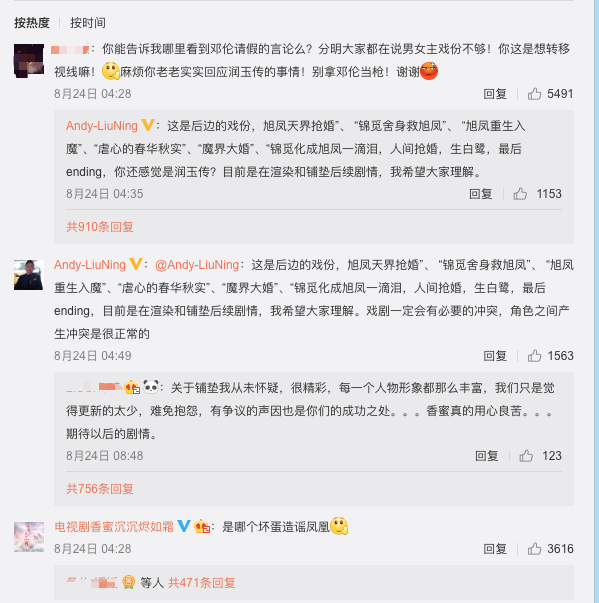 按热度 按时间
：你能告诉我哪里看到邓伦请假的言论么？分明大家都在说男女主戏份不够！你这是想转移
视线嘛！麻烦你老老实实回应润玉传的事情！别拿邓伦当枪！谢谢
8月24日 04:28 回复 5491
Andy-LiuNing：这是后边的戏份，旭凤天界抢婚”、“锦觅舍身救旭凤”、“旭凤重生入
魔”、“虐心的春华秋实”、“魔界大婚”、“锦觅化成旭凤一滴泪，人间抢婚，生白鹭，最后
ending，你还感觉是润玉传？目前是在渲染和铺垫后续剧情，我希望大家理解。
8月24日 04:35 回复 1153
共910条回复
Andy-LiuNing：@Andy-LiuNing：这是后边的戏份，旭凤天界抢婚”、“锦觅舍身救旭凤”、“旭凤
重生入魔”、“虐心的春华秋实”、“魔界大婚”、“锦觅化成旭凤一滴泪，人间抢婚，生白鹭，最后
ending，目前是在渲染和铺垫后续剧情，我希望大家理解。戏剧一定会有必要的冲突，角色之间产
生冲突是很正常的
8月24日 04:49 回复 1563
：关于铺垫我从未怀疑，很精彩，每一个人物形象都那么丰富，我们只是觉
得更新的太少，难免抱怨，有争议的声因也是你们的成功之处。。。香蜜真的用心良苦。。。
期待以后的剧情。
8月24日 08:48 回复 123
共756条回复
电视剧香蜜沉沉烬如霜：是哪个坏蛋造谣凤凰
8月24日 04:28 回复 3616
等人 共471条回复